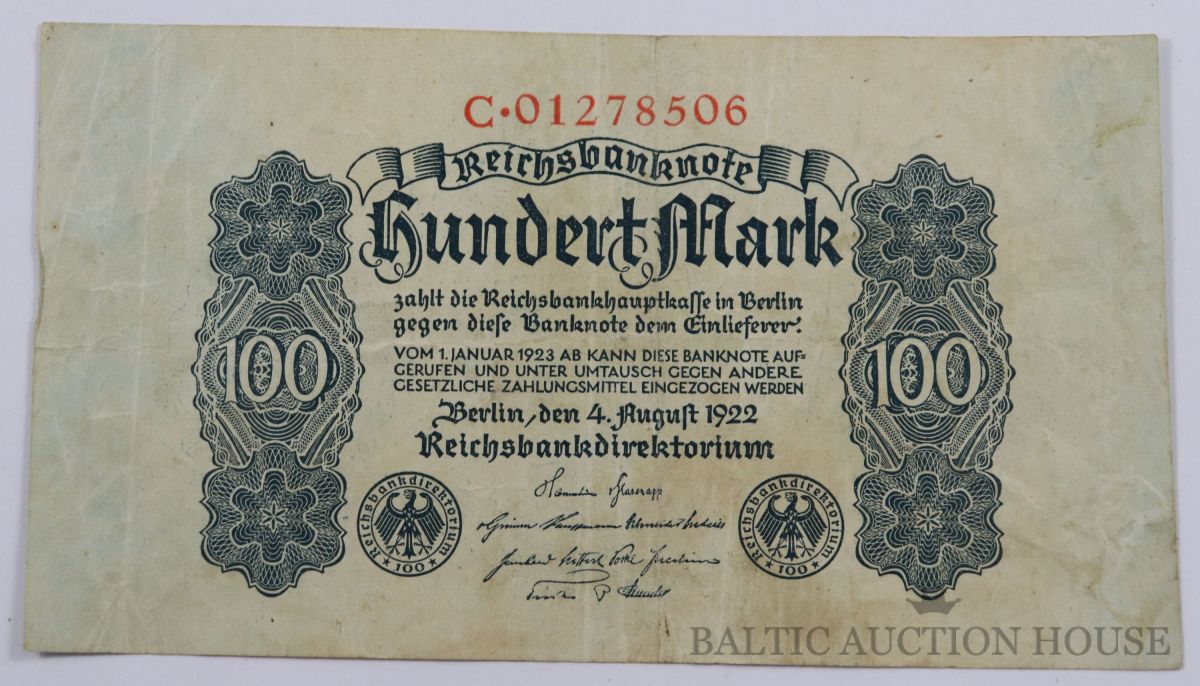 C·01278506
Reichsbanknote
Hundert Mark
zahlt die Reichsbankhauptkasse in Berlin
gegen diese Banknote dem Einlieferer.
100
100
VOM 1. JANUAR 1923 AB KANN DIESE BANKNOTE AUF-
GERUFEN UND UNTER UMTAUSCH GEGEN ANDERE
GESETZLICHE ZAHLUNGSMITTEL EINGEZOGEN WERDEN
Berlin, den 4. August 1922
Reichsbankdirektorium
Reichsbankdirektorium
100
Reichsbankdirektorium
100
BALTIC AUCTION HOUSE